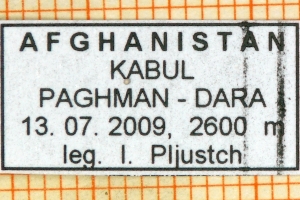 AFGHANISTAN
KABUL
PAGHMAN - DARA
13. 07. 2009, 2600 m
leg. I. Pljustch